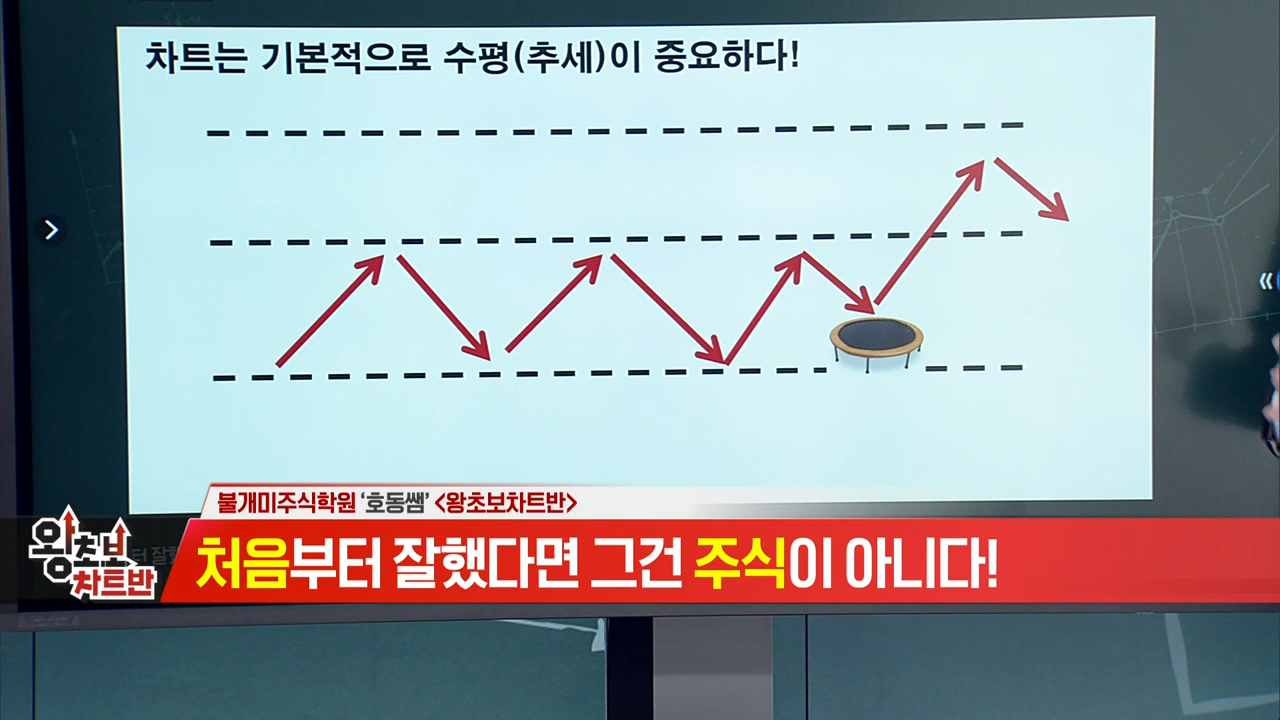 차트는 기본적으로 수평(추세)이 중요하다!
불개미주식학원 ‘호동쌤’ <왕초보차트반>
왕초보
차트반
처음부터 잘했다면 그건 주식이 아니다!